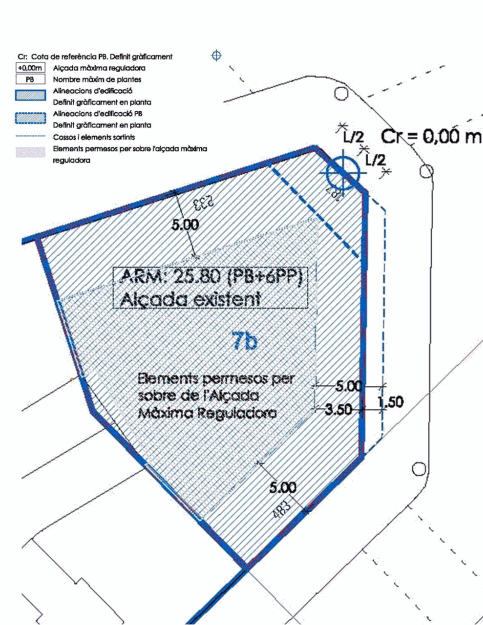 Cr: Cota de referència PB. Definit gràficament
+0,00m Alçada màxima reguladora
PB Nombre màxim de plantes
Alineacions d'edificació
Definit gràficament en planta
Alineacions d'edificació PB
Definit gràficament en planta
Cossos i elements sortints
Elements permesos per sobre l'alçada màxima
reguladora
L/2
Cr = 0,00 m
L/2
233
5.00
ARM: 25.80 (PB+6PP)
Alçada existent
7b
Elements permesos per
sobre de l'Alçada
Màxima Reguladora
5.00
3.50
1.50
5.00
483